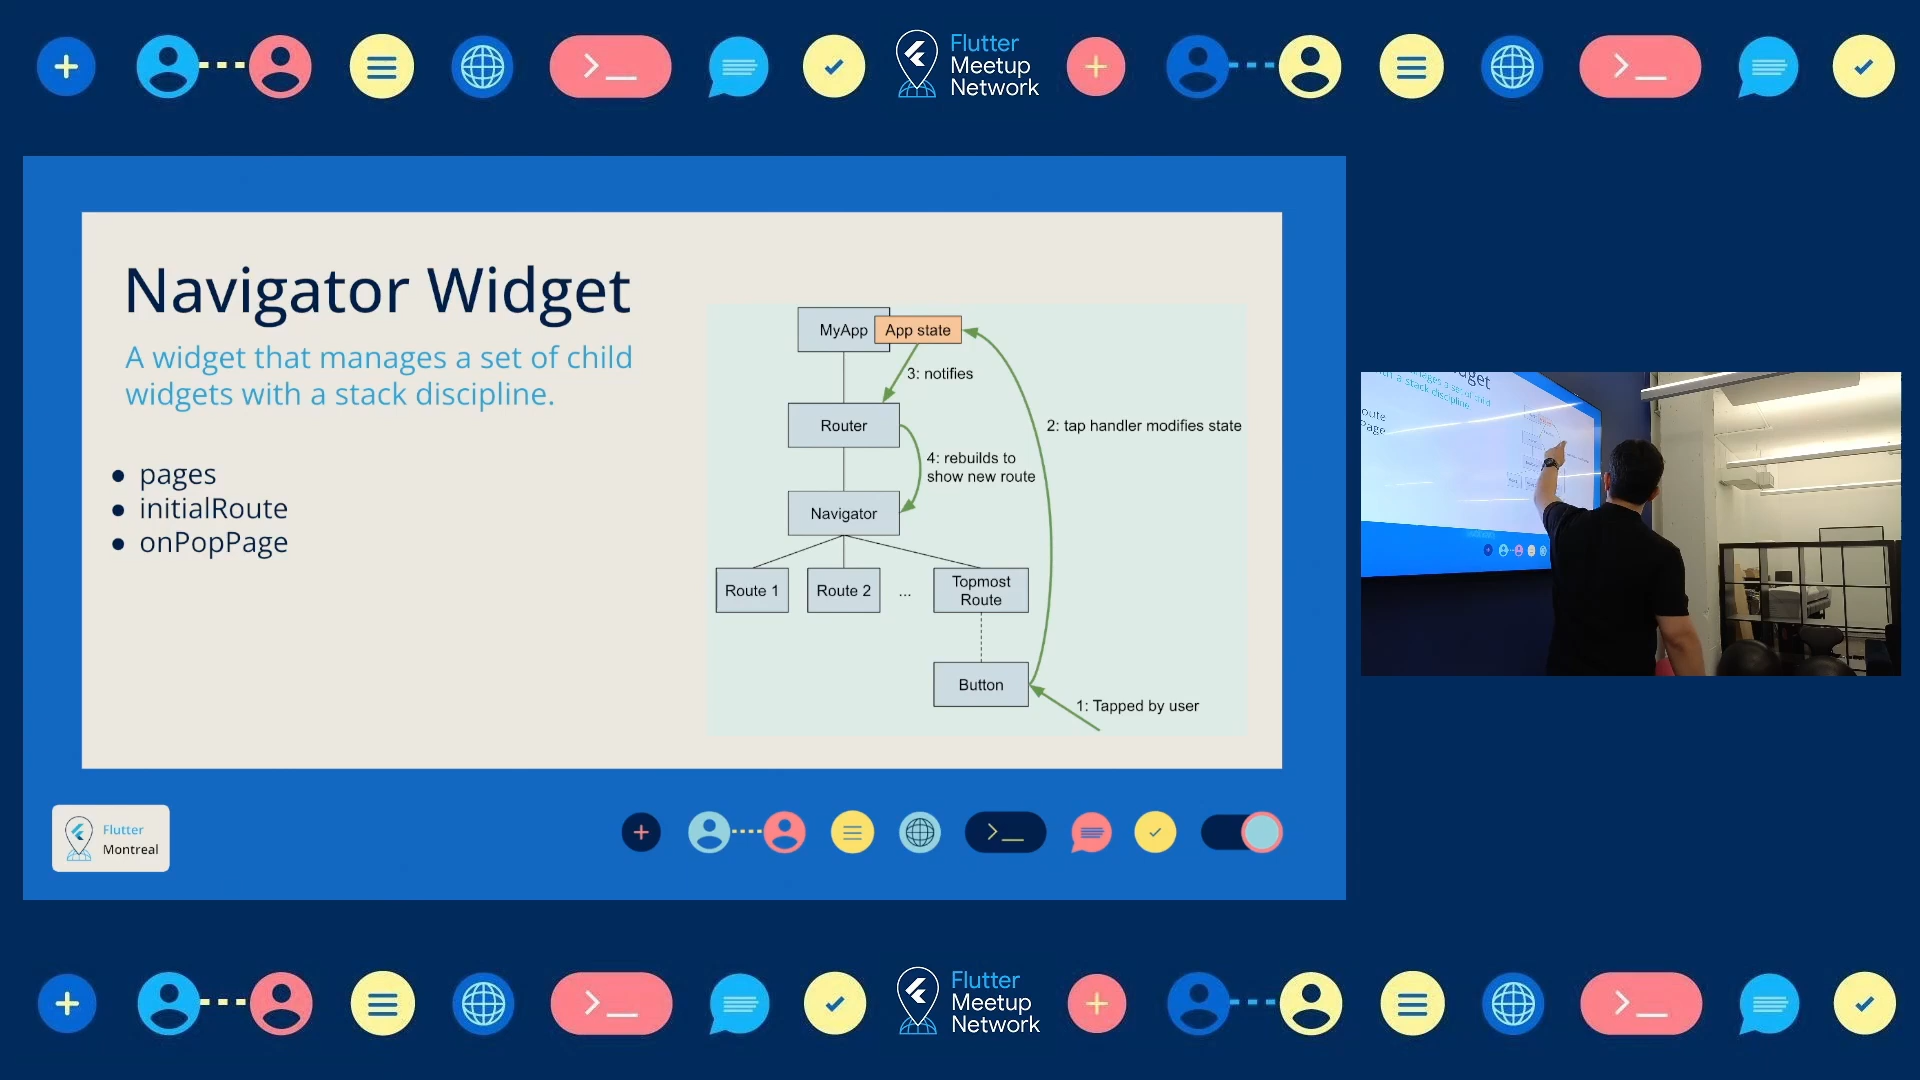 Flutter
Meetup
Network
Navigator Widget
A widget that manages a set of child
widgets with a stack discipline.
pages
initialRoute
onPopPage
MyApp
App state
3: notifies
Router
2: tap handler modifies state
4: rebuilds to
show new route
Navigator
Route 1
Route 2
...
Topmost
Route
Button
1: Tapped by user
Flutter
Montreal
Flutter
Meetup
Network